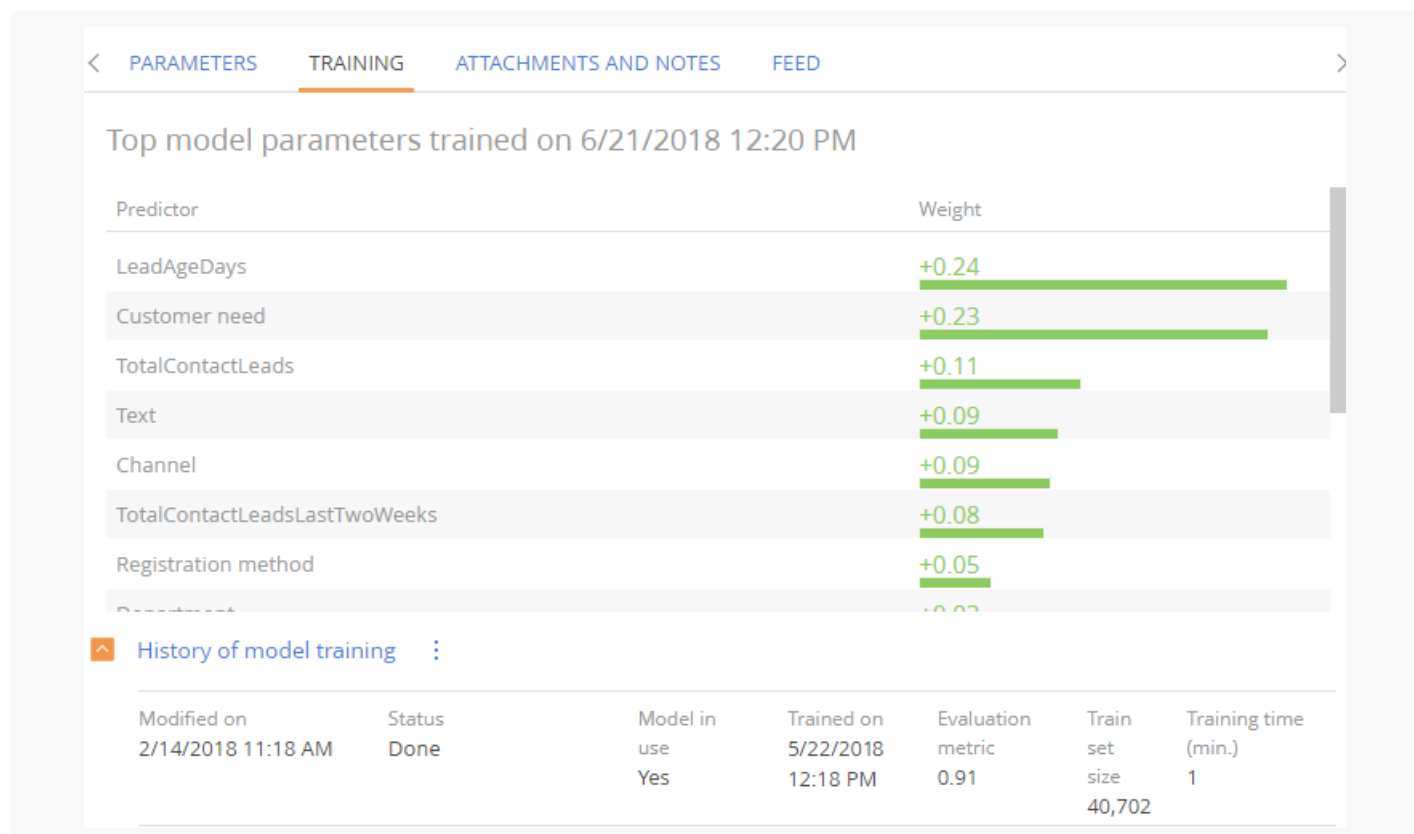 PARAMETERS TRAINING ATTACHMENTS AND NOTES FEED
Top model parameters trained on 6/21/2018 12:20 PM
Predictor Weight
LeadAgeDays +0.24
Customer need +0.23
TotalContactLeads +0.11
Text +0.09
Channel +0.09
TotalContactLeadsLastTwoWeeks +0.08
Registration method +0.05
Department
History of model training
Modified on Status Model in Trained on Evaluation Train Training time
2/14/2018 11:18 AM Done use 5/22/2018 metric set (min.)
Yes 12:18 PM 0.91 size 1
40,702